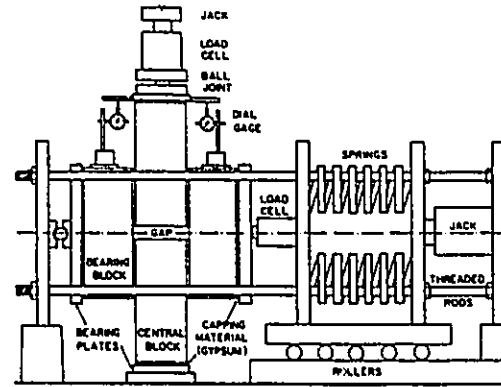 JACK
LOAD
CELL
BALL
JOINT
DIAL
GAGE
SPRINGS
LOAD
CELL
GAP
JACK
BEARING
BLOCK
THREADED
RODS
BEARING
PLATES
CENTRAL
BLOCK
CAPPING
MATERIAL
(GYPSUM)
ROLLERS